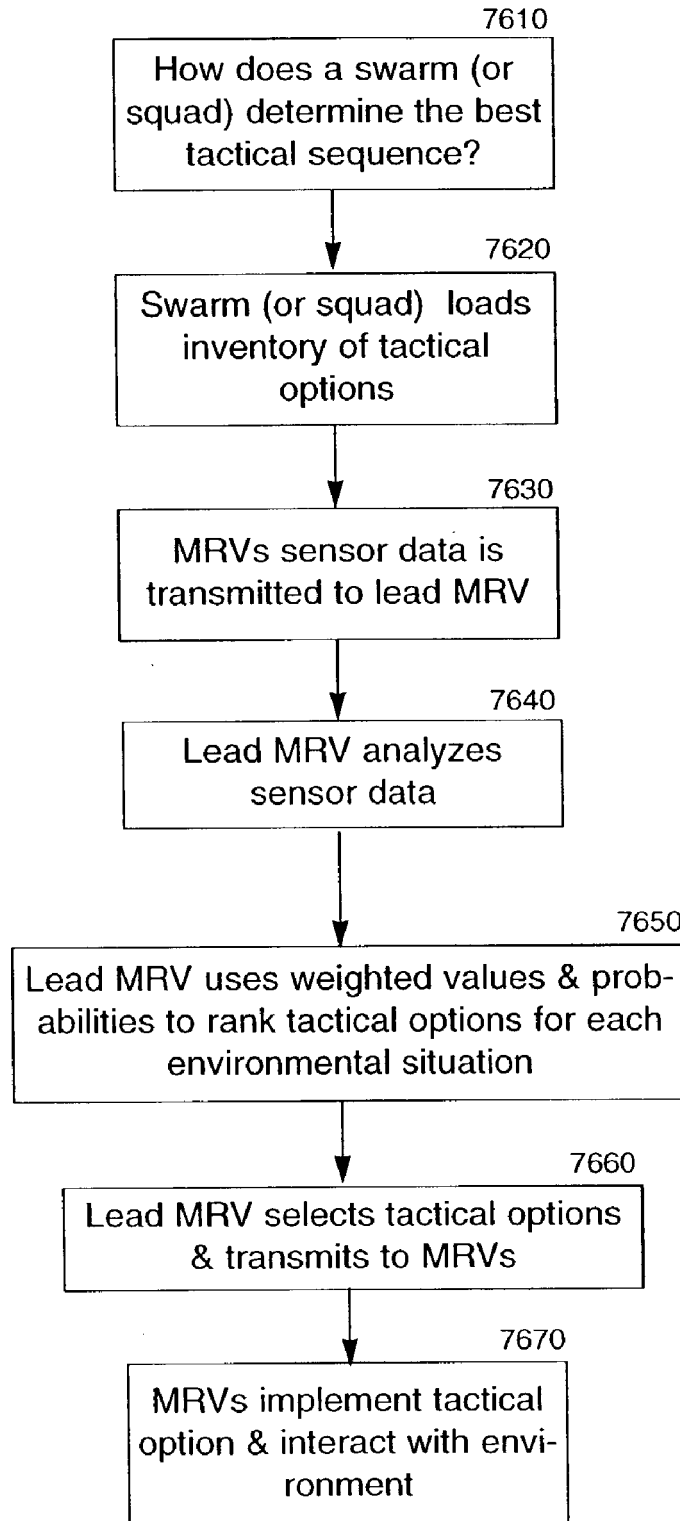 7610
How does a swarm (or
squad) determine the best
tactical sequence?
7620
Swarm (or squad) loads
inventory of tactical
options
7630
MRVs sensor data is
transmitted to lead MRV
7640
Lead MRV analyzes
sensor data
7650
Lead MRV uses weighted values & prob-
abilities to rank tactical options for each
environmental situation
7660
Lead MRV selects tactical options
& transmits to MRVs
7670
MRVs implement tactical
option & interact with envi-
ronment